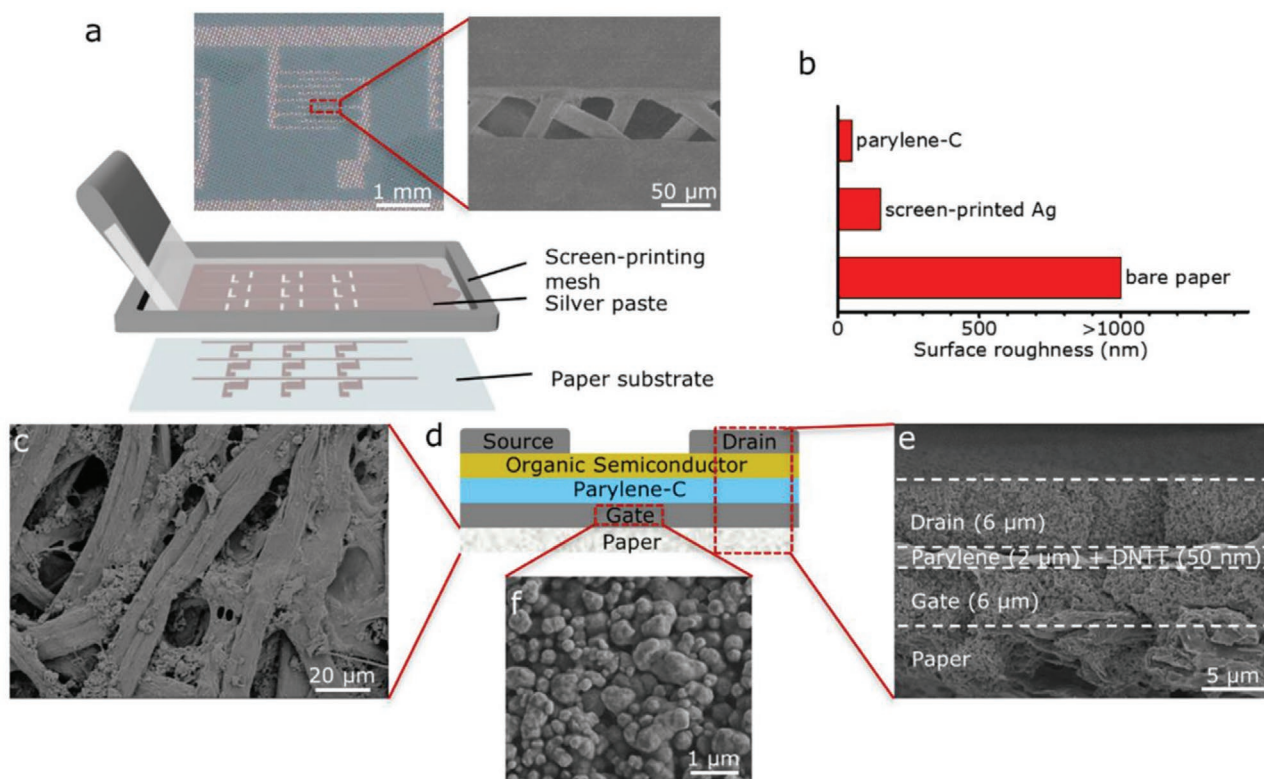 a
1 mm
50 μm
Screen-printing
mesh
Silver paste
Paper substrate
b
parylene-C
screen-printed Ag
bare paper
0
500
>1000
Surface roughness (nm)
c
20 μm
d
Source
Drain
Organic Semiconductor
Parylene-C
Gate
Paper
e
Drain (6 μm)
Parylene (2 μm) + DNTT (50 nm)
Gate (6 μm)
Paper
5 μm
f
1 μm